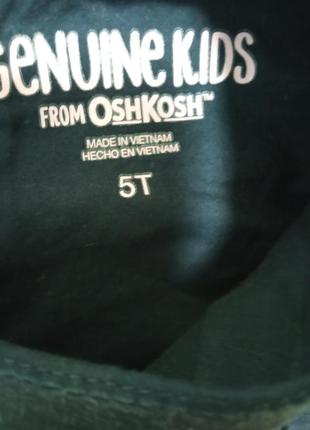 GENUINE KIDS
FROM OSHKOSH™
MADE IN VIETNAM
HECHO EN VIETNAM
5T